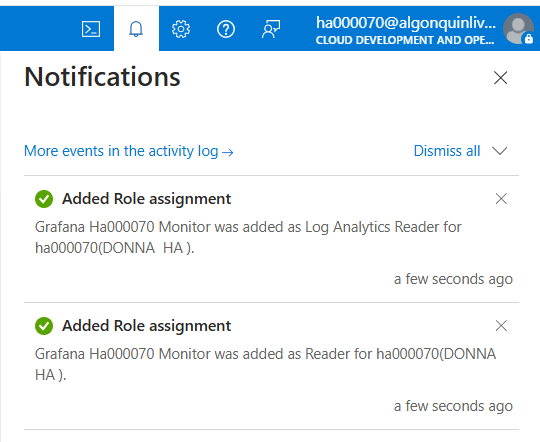 ha000070@algonquinliv...
CLOUD DEVELOPMENT AND OPE...
Notifications
More events in the activity log →
Dismiss all
Added Role assignment
Grafana Ha000070 Monitor was added as Log Analytics Reader for
ha000070(DONNA  HA ).
a few seconds ago
Added Role assignment
Grafana Ha000070 Monitor was added as Reader for ha000070(DONNA
HA ).
a few seconds ago